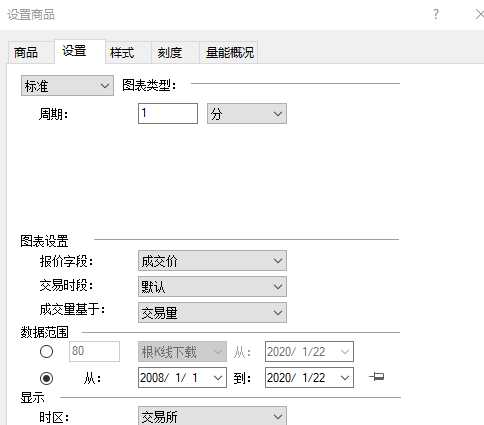 设置商品 ?
商品 设置 样式 刻度 量能概况
标准 图表类型:
周期: 1 分
图表设置
报价字段: 成交价
交易时段: 默认
成交量基于: 交易量
数据范围
80 根K线下载 从: 2020/ 1/22
从: 2008/ 1/ 1 到: 2020/ 1/22
显示
时区: 交易所